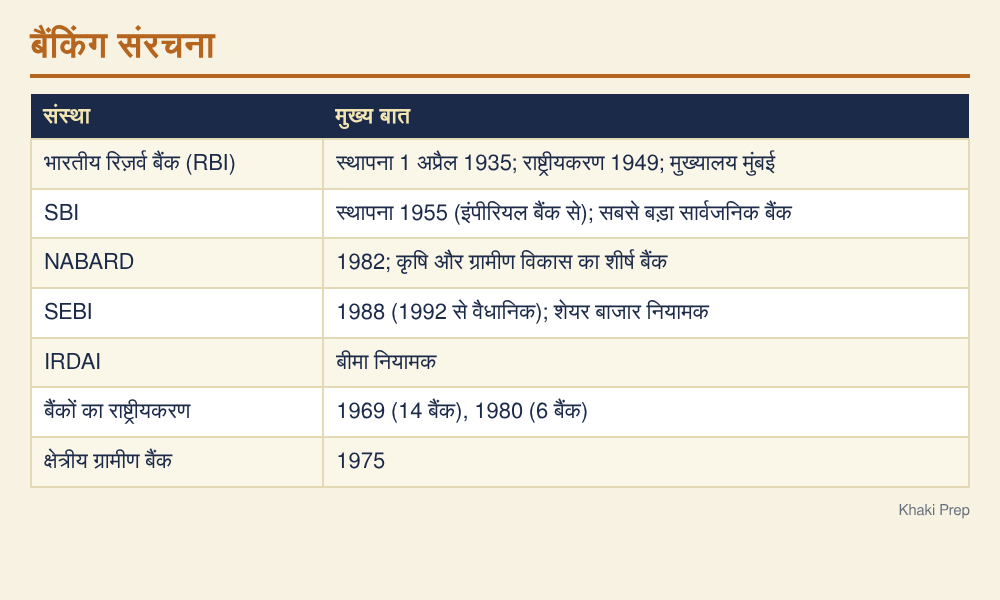 बैंकिंग संरचना
संस्था मुख्य बात
भारतीय रिज़र्व बैंक (RBI) स्थापना 1 अप्रैल 1935; राष्ट्रीयकरण 1949; मुख्यालय मुंबई
SBI स्थापना 1955 (इंपीरियल बैंक से); सबसे बड़ा सार्वजनिक बैंक
NABARD 1982; कृषि और ग्रामीण विकास का शीर्ष बैंक
SEBI 1988 (1992 से वैधानिक); शेयर बाजार नियामक
IRDAI बीमा नियामक
बैंकों का राष्ट्रीयकरण 1969 (14 बैंक), 1980 (6 बैंक)
क्षेत्रीय ग्रामीण बैंक 1975
Khaki Prep